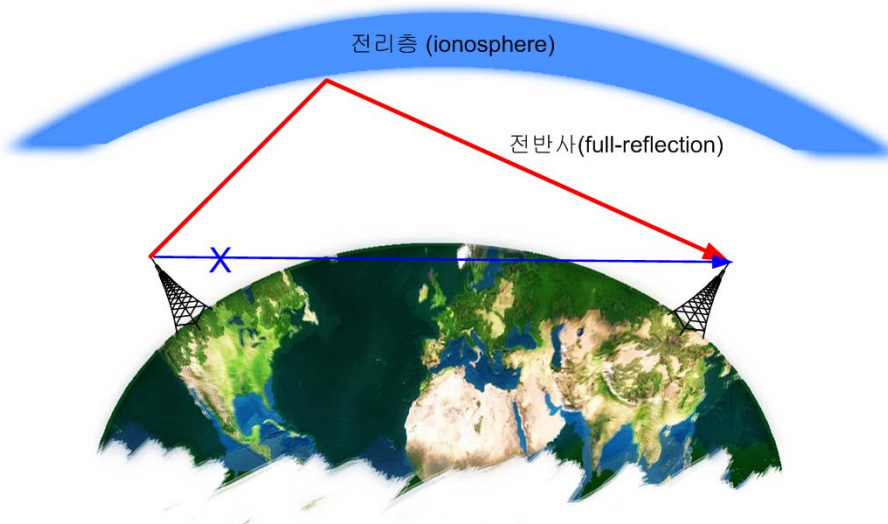 전리층 (ionosphere)
전반사(full-reflection)
X